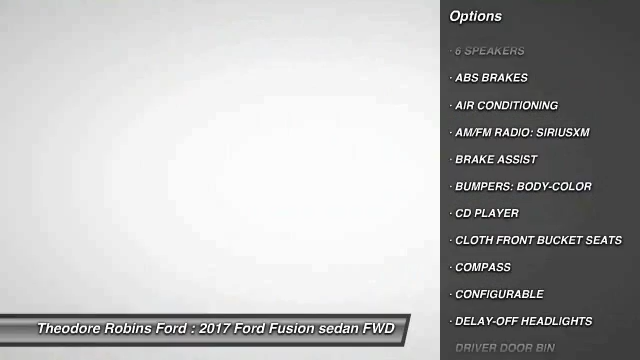 Options
· 6 SPEAKERS
· ABS BRAKES
· AIR CONDITIONING
· AM/FM RADIO: SIRIUSXM
· BRAKE ASSIST
· BUMPERS: BODY-COLOR
· CD PLAYER
· CLOTH FRONT BUCKET SEATS
· COMPASS
· CONFIGURABLE
· DELAY-OFF HEADLIGHTS
DRIVER DOOR BIN
Theodore Robins Ford : 2017 Ford Fusion sedan FWD